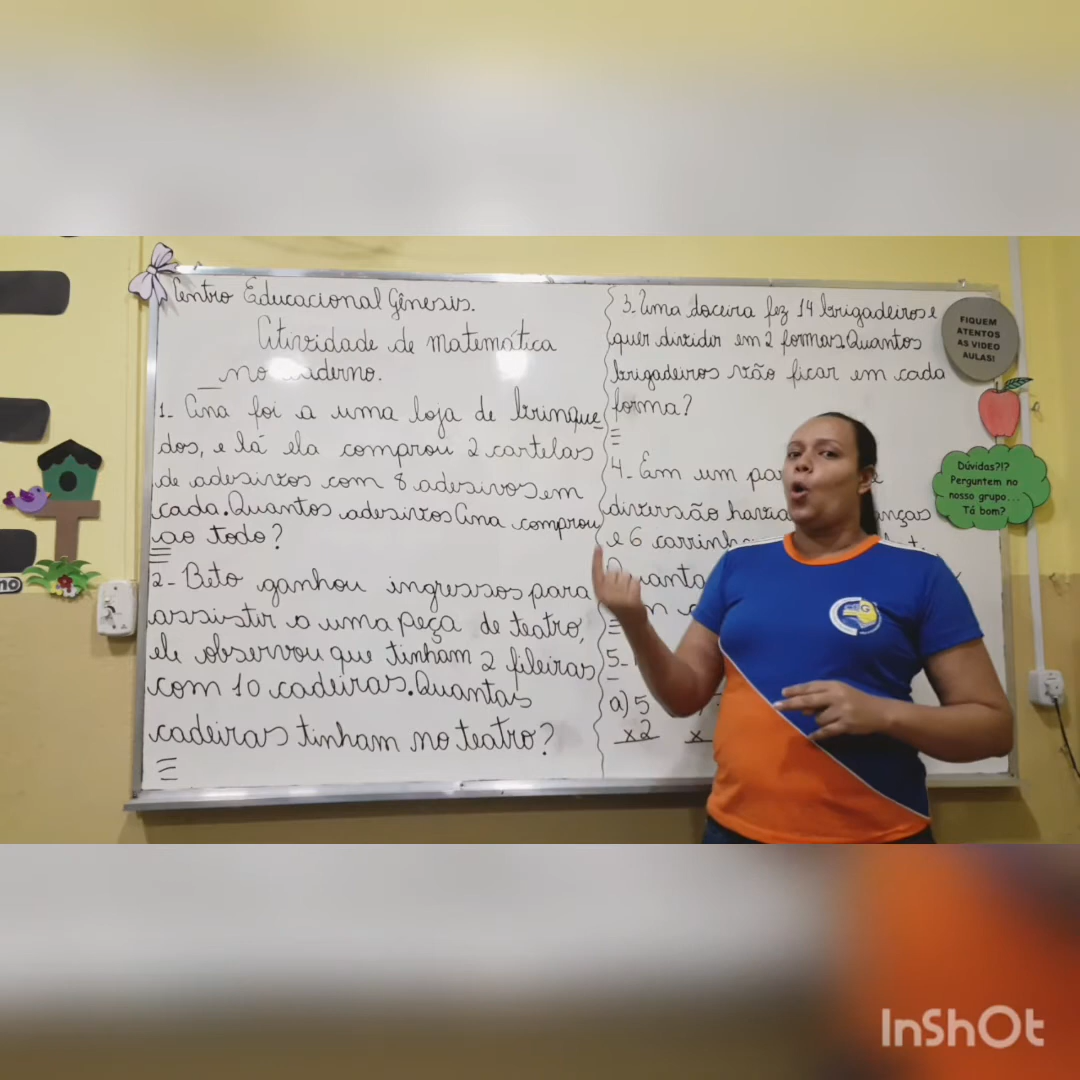 Centro Educacional Gênesis.
Atividade de Matemática
no caderno.
1- Ana foi a uma loja de brinque
dos, e lá ela comprou 2 cartelas
de adesivos com 8 adesivos em
cada. Quantos adesivos Ana comprou
ao todo?
2- Beto ganhou ingressos para
assistir a uma peça de teatro,
ele observou que tinham 2 fileiras
com 10 cadeiras. Quantas
cadeiras tinham no teatro?
3- Uma doceira fez 14 brigadeiros e
quer dividir em 2 formas. Quantos
brigadeiros vão ficar em cada
forma?
4- Em um
diversão
e 6
5-
a) 5
x2
x
FIQUEM
ATENTOS
AS VIDEO
AULAS!
Dúvidas?!?
Perguntem no
nosso grupo...
Tá bom?
InShOt